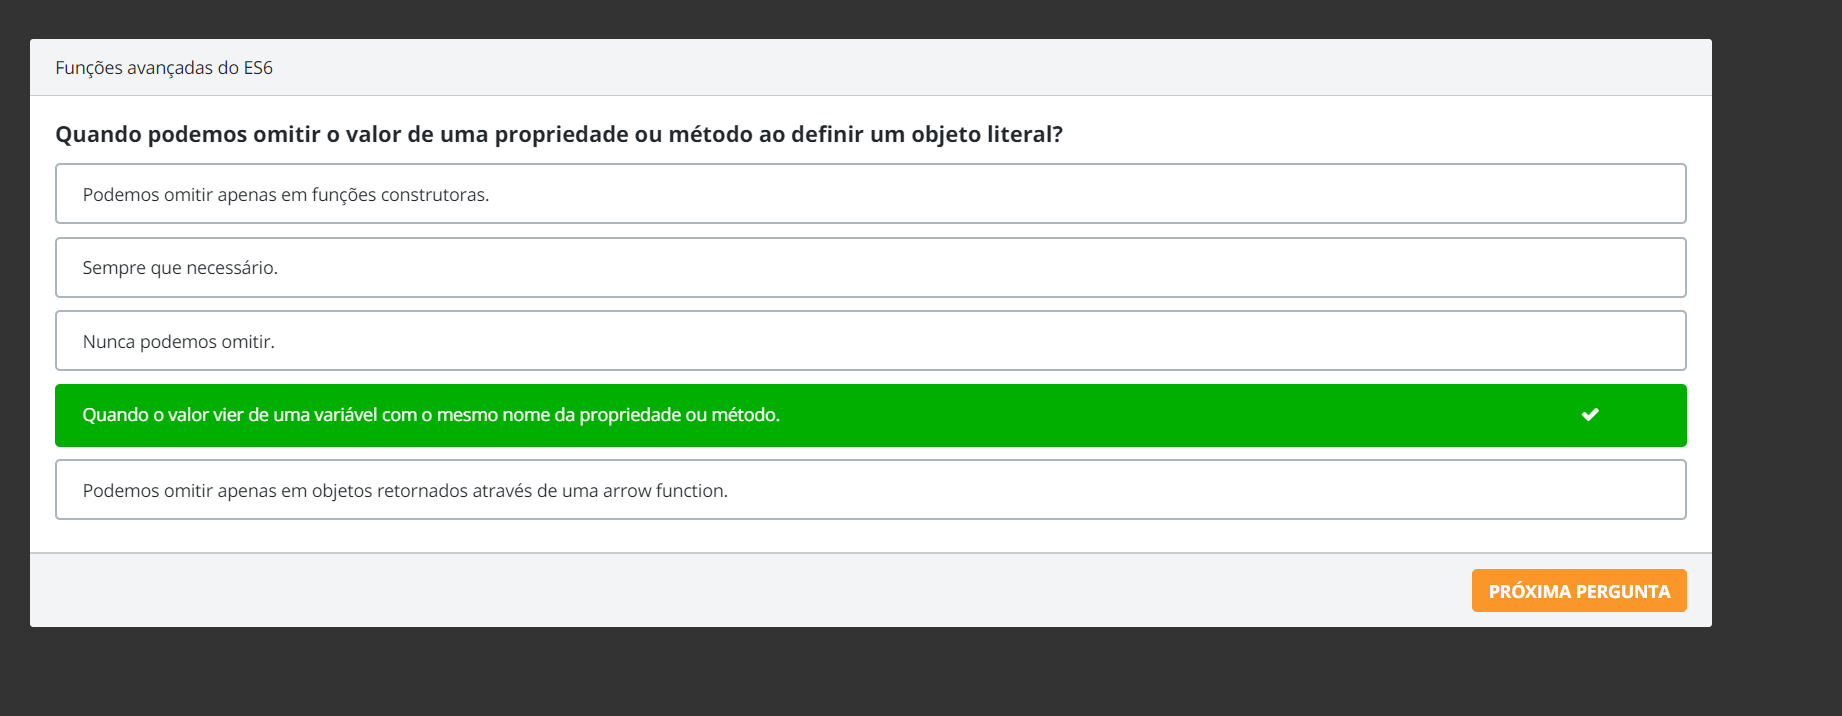 Funções avançadas do ES6
Quando podemos omitir o valor de uma propriedade ou método ao definir um objeto literal?
Podemos omitir apenas em funções construtoras.
Sempre que necessário.
Nunca podemos omitir.
Quando o valor vier de uma variável com o mesmo nome da propriedade ou método.
Podemos omitir apenas em objetos retornados através de uma arrow function.
PRÓXIMA PERGUNTA